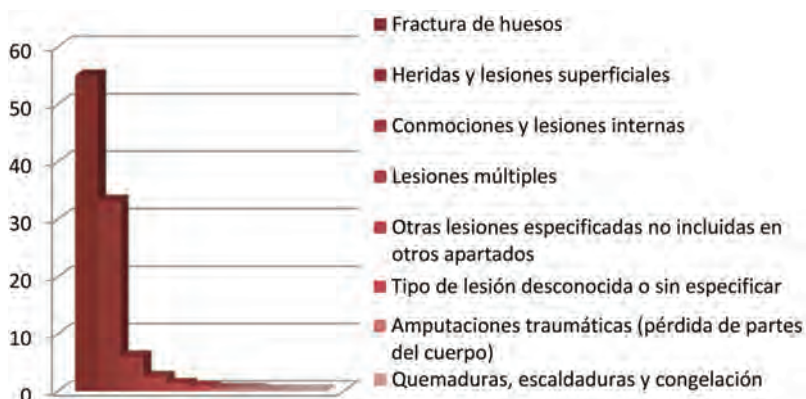 60
50
40
30
20
10
0
Fractura de huesos
Heridas y lesiones superficiales
Conmociones y lesiones internas
Lesiones múltiples
Otras lesiones especificadas no incluidas en
otros apartados
Tipo de lesión desconocida o sin especificar
Amputaciones traumáticas (pérdida de partes
del cuerpo)
Quemaduras, escaldaduras y congelación